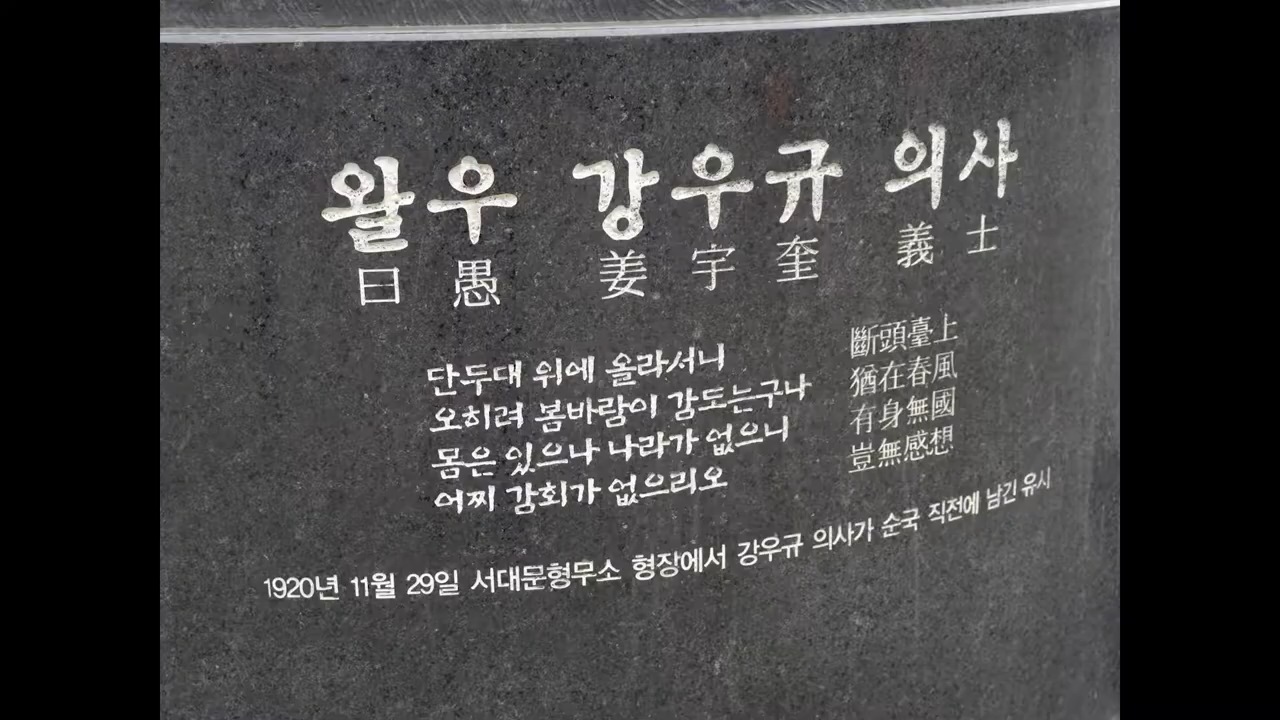 왈우 강우규 의사
曰愚 姜宇奎 義士
단두대 위에 올라서니
오히려 봄바람이 감도는구나
몸은 있으나 나라가 없으니
어찌 감회가 없으리오
斷頭臺上
猶在春風
有身無國
豈無感想
1920년 11월 29일 서대문형무소 형장에서 강우규 의사가 순국 직전에 남긴 유시